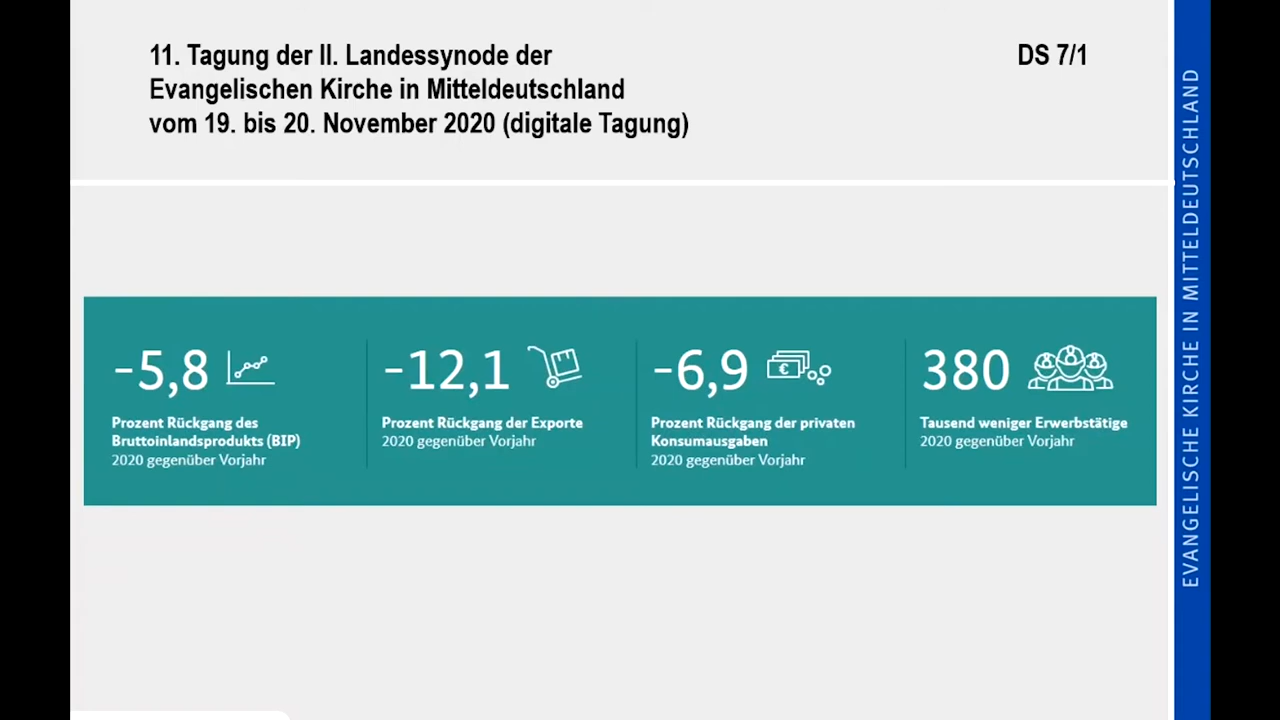 11. Tagung der II. Landessynode der
Evangelischen Kirche in Mitteldeutschland
vom 19. bis 20. November 2020 (digitale Tagung)
DS 7/1
-5,8
Prozent Rückgang des
Bruttoinlandsprodukts (BIP)
2020 gegenüber Vorjahr
-12,1
Prozent Rückgang der Exporte
2020 gegenüber Vorjahr
-6,9
€
Prozent Rückgang der privaten
Konsumausgaben
2020 gegenüber Vorjahr
380
Tausend weniger Erwerbstätige
2020 gegenüber Vorjahr
EVANGELISCHE KIRCHE IN MITTELDEUTSCHLAND